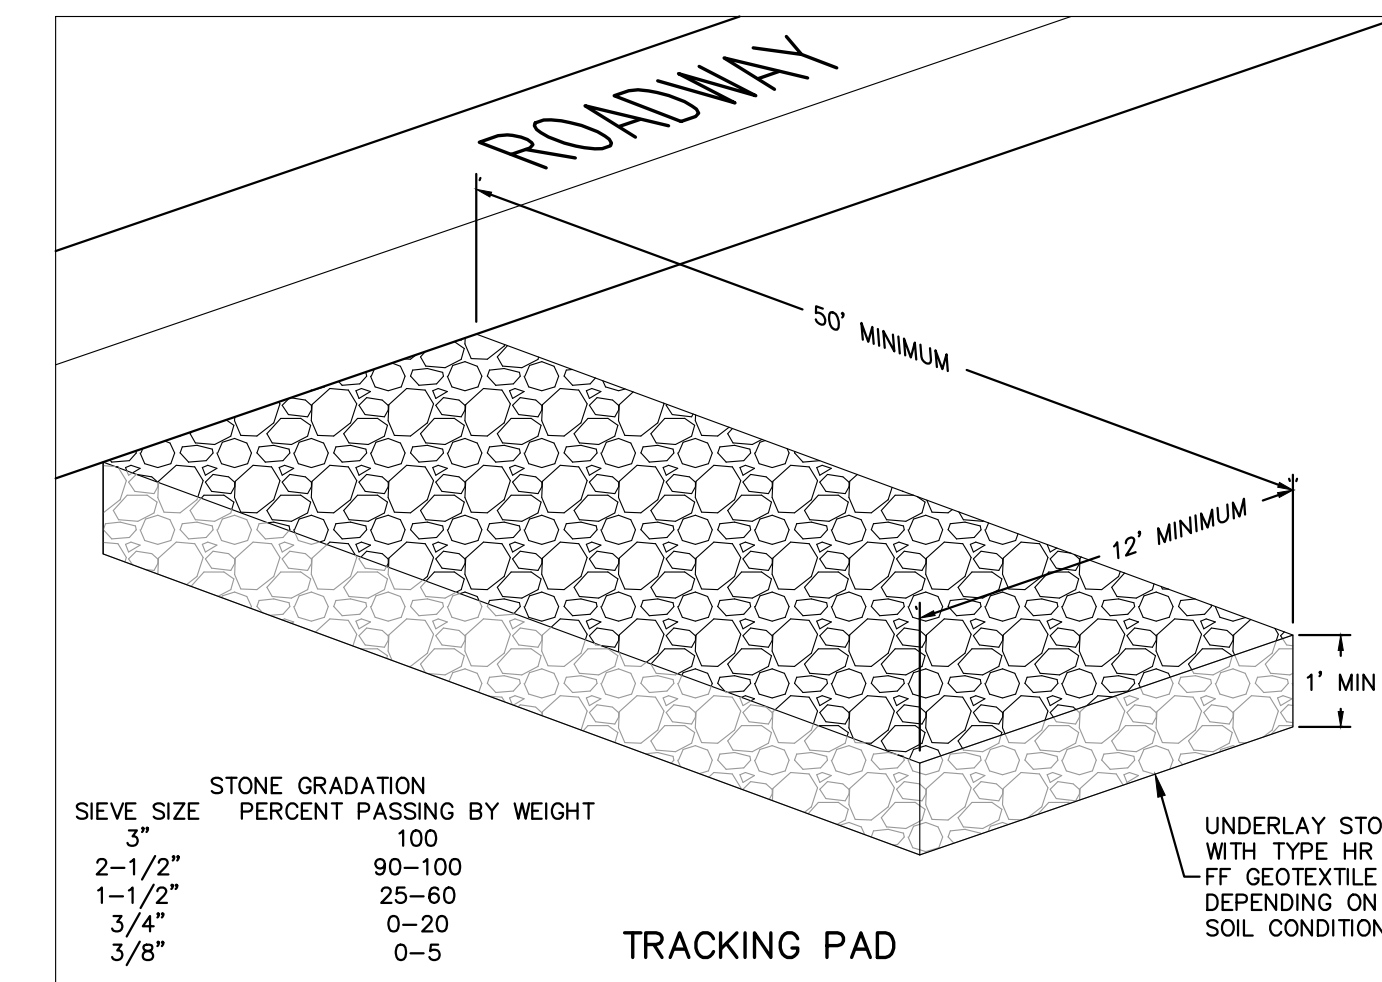 ROADWAY
50' MINIMUM
12' MINIMUM
1' MIN
STONE GRADATION
SIEVE SIZE PERCENT PASSING BY WEIGHT
3" 100
2-1/2" 90-100
1-1/2" 25-60
3/4" 0-20
3/8" 0-5
TRACKING PAD
UNDERLAY
WITH TYPE HR
FF GEOTEXTILE
DEPENDING ON
SOIL